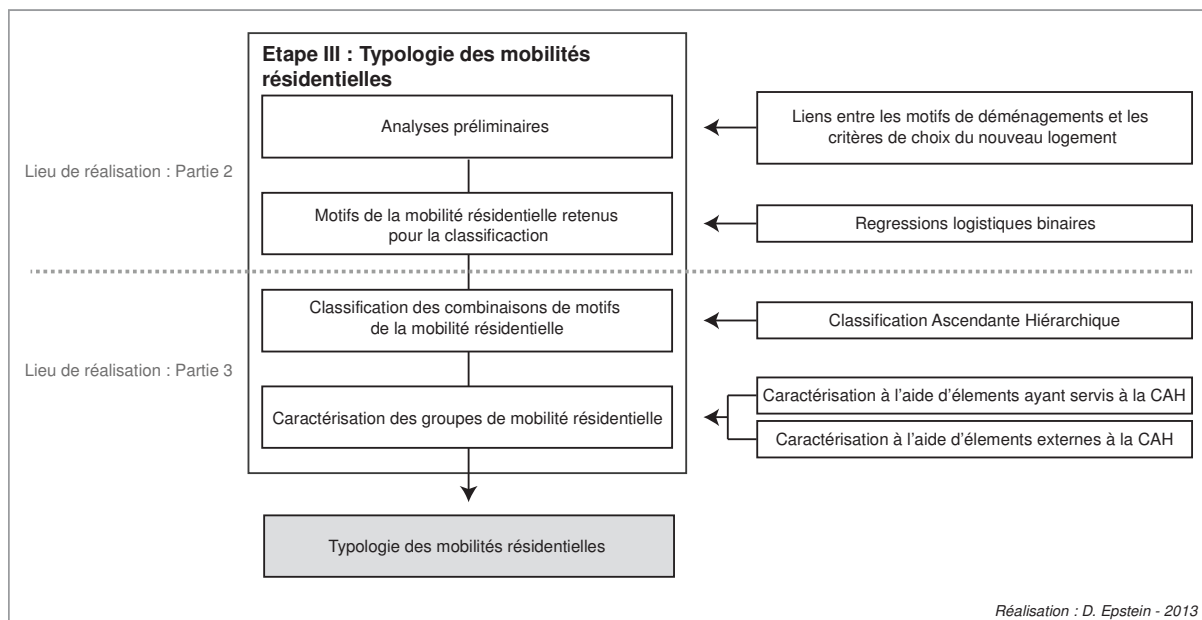 Etape III : Typologie des mobilités
résidentielles
Analyses préliminaires
Liens entre les motifs de déménagements et les
critères de choix du nouveau logement
Lieu de réalisation : Partie 2
Motifs de la mobilité résidentielle retenus
pour la classificaction
Regressions logistiques binaires
Classification des combinaisons de motifs
de la mobilité résidentielle
Classification Ascendante Hiérarchique
Lieu de réalisation : Partie 3
Caractérisation des groupes de mobilité résidentielle
Caractérisation à l'aide d'élements ayant servis à la CAH
Caractérisation à l'aide d'élements externes à la CAH
Typologie des mobilités résidentielles
Réalisation : D. Epstein - 2013